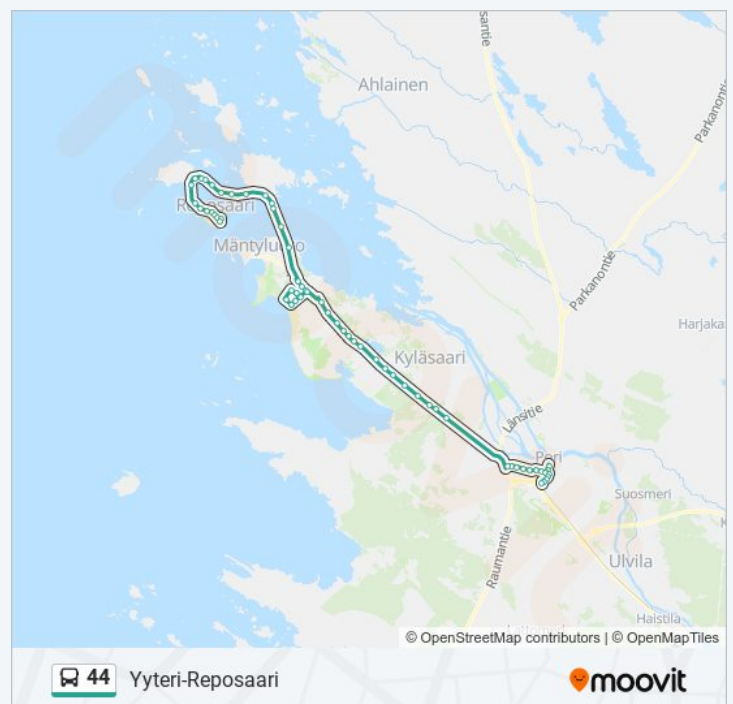 santie
Ahlainen
Parkanontie
Reposaari
Mäntyluoto
Parkanontie
Harjaka
Kyläsaari
Länsitie
Pori
Suosmeri
K
Raumantie
Ulvila
Haistila
© OpenStreetMap contributors | © OpenMapTiles
44 Yyteri-Reposaari
moovit